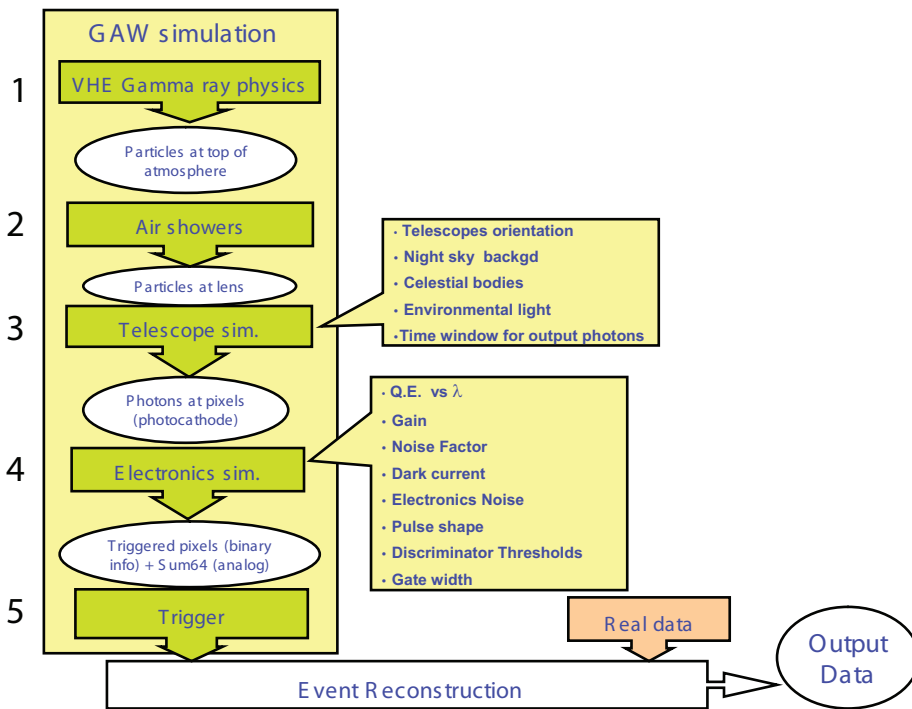 GAW simulation
1
VHE Gamma ray physics
Particles at top of
atmosphere
2
Air showers
Particles at lens
3
Telescope sim.
• Telescopes orientation
• Night sky backgd
• Celestial bodies
• Environmental light
•Time window for output photons
Photons at pixels
(photocathode)
4
Electronics sim.
• Q.E. vs λ
• Gain
• Noise Factor
• Dark current
• Electronics Noise
• Pulse shape
• Discriminator Thresholds
• Gate width
Triggered pixels (binary
info) + Sum64 (analog)
5
Trigger
Real data
Event Reconstruction
Output
Data